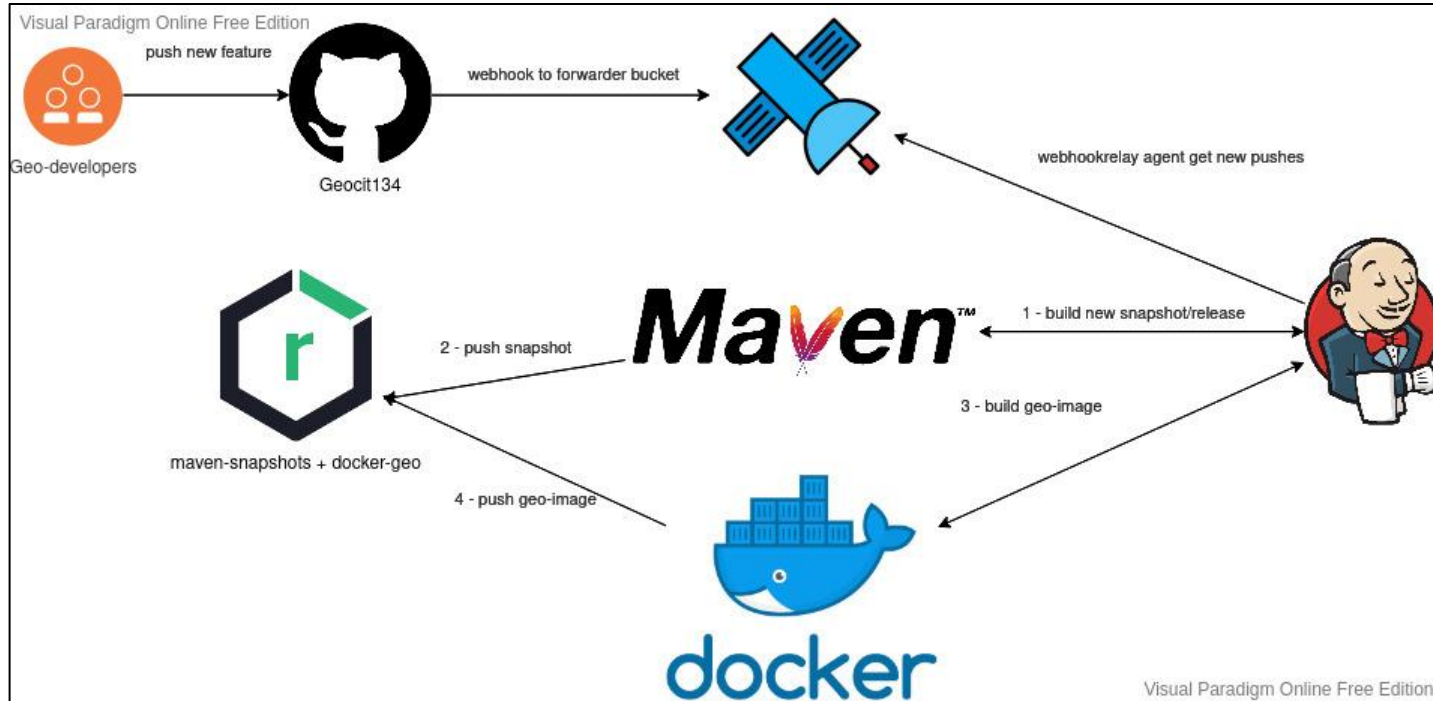 Visual Paradigm Online Free Edition
push new feature
webhook to forwarder bucket
Geo-developers
Geocit134
webhookrelay agent get new pushes
Maven™
1 - build new snapshot/release
2 - push snapshot
r
3 - build geo-image
maven-snapshots + docker-geo
4 - push geo-image
docker
Visual Paradigm Online Free Edition